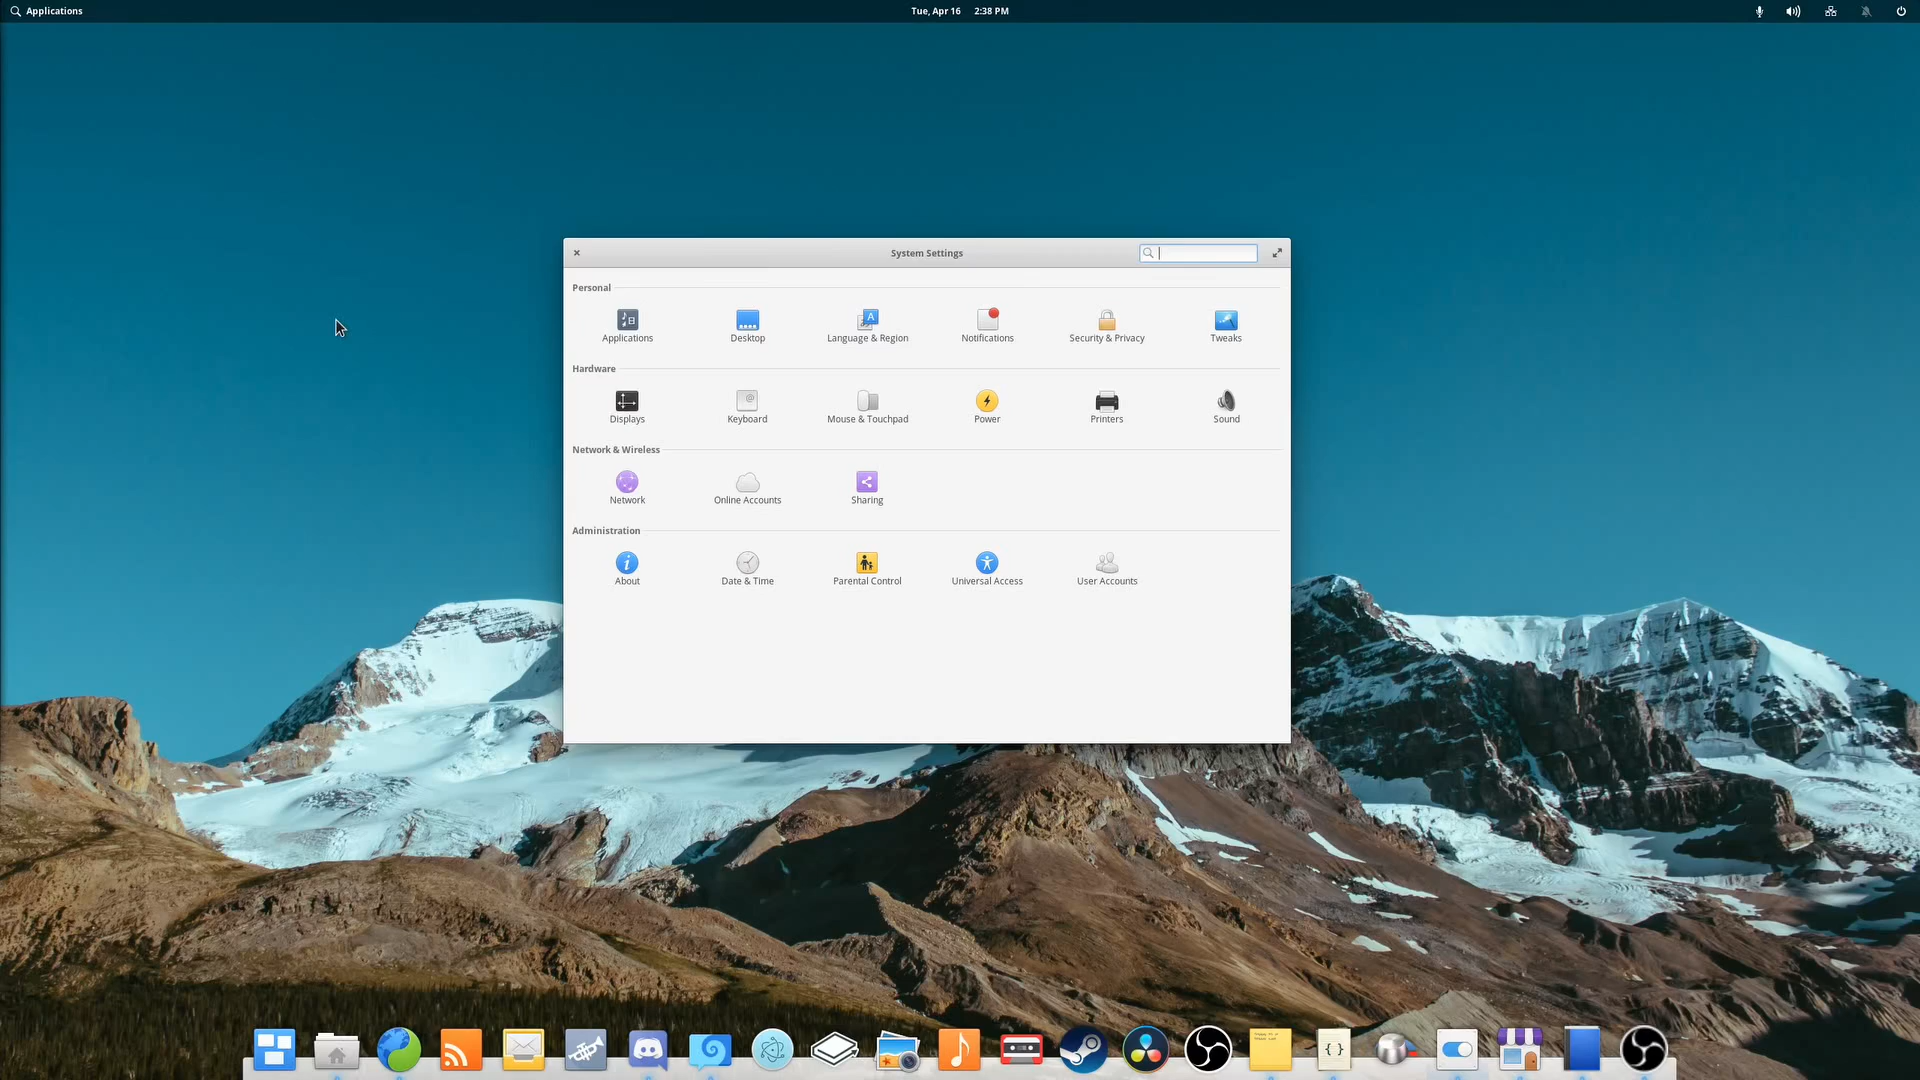 Applications
Tue, Apr 16 2:38 PM
System Settings
Personal
Applications
Desktop
Language & Region
Notifications
Security & Privacy
Tweaks
Hardware
Displays
Keyboard
Mouse & Touchpad
Power
Printers
Sound
Network & Wireless
Network
Online Accounts
Sharing
Administration
About
Date & Time
Parental Control
Universal Access
User Accounts